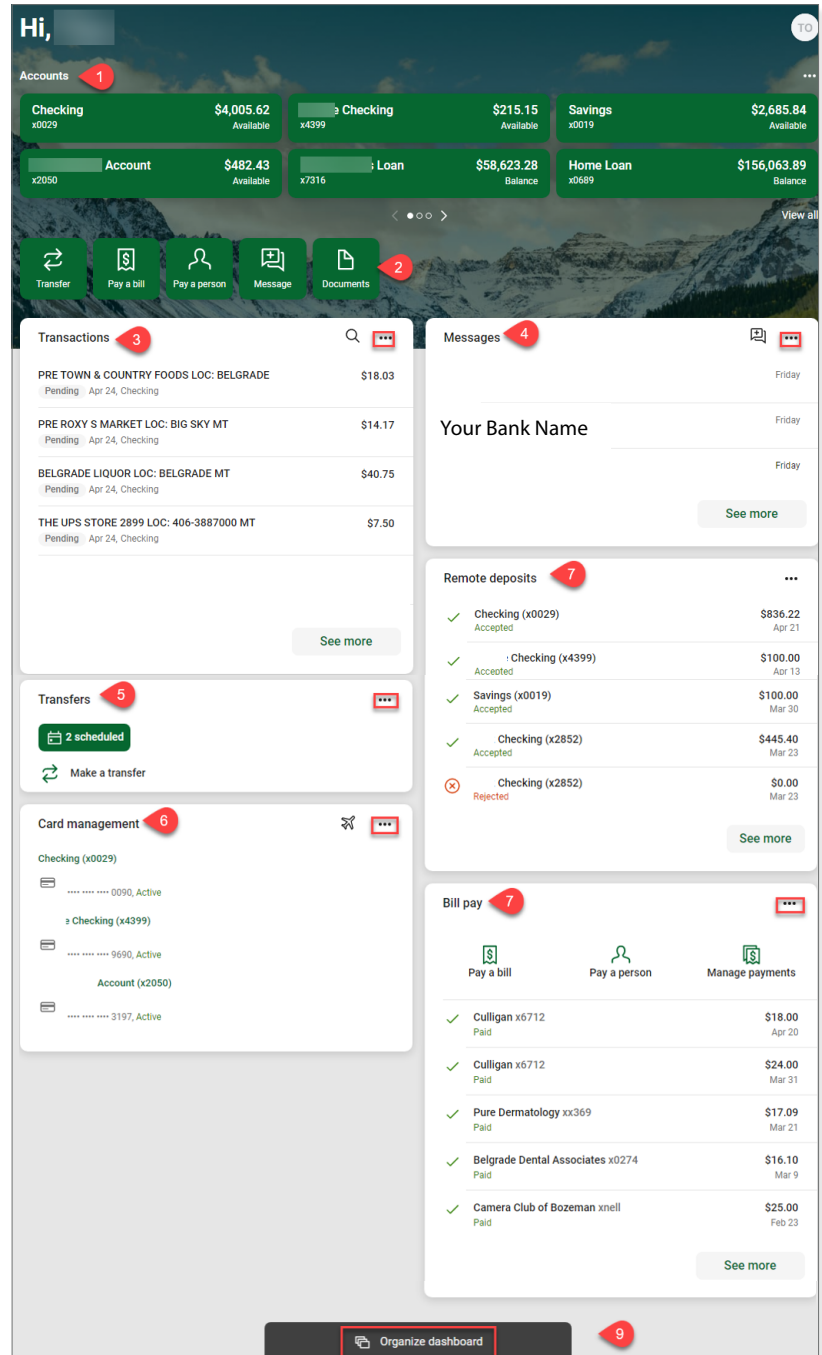 Hi,
TO
Accounts 1
Checking $4,005.62
x0029 Available
Checking $215.15
x4399 Available
Savings $2,685.84
x0019 Available
Account $482.43
x2050 Available
Loan $58,623.28
x7316 Balance
Home Loan $156,063.89
x0689 Balance
View all
Transfer
Pay a bill
Pay a person
Message
Documents
2
Transactions 3
PRE TOWN & COUNTRY FOODS LOC: BELGRADE $18.03
Pending Apr 24, Checking
PRE ROXY S MARKET LOC: BIG SKY MT $14.17
Pending Apr 24, Checking
BELGRADE LIQUOR LOC: BELGRADE MT $40.75
Pending Apr 24, Checking
THE UPS STORE 2899 LOC: 406-3887000 MT $7.50
Pending Apr 24, Checking
See more
Messages 4
Friday
Your Bank Name Friday
Friday
See more
Transfers 5
2 scheduled
Make a transfer
Card management 6
Checking (x0029)
•••• •••• •••• 0090, Active
e Checking (x4399)
•••• •••• •••• 9690, Active
Account (x2050)
•••• •••• •••• 3197, Active
Remote deposits 7
Checking (x0029) $836.22
Accepted Apr 21
Checking (x4399) $100.00
Accepted Apr 13
Savings (x0019) $100.00
Accepted Mar 30
Checking (x2852) $445.40
Accepted Mar 23
Checking (x2852) $0.00
Rejected Mar 23
See more
Bill pay 7
Pay a bill Pay a person Manage payments
Culligan x6712 $18.00
Paid Apr 20
Culligan x6712 $24.00
Paid Mar 31
Pure Dermatology xx369 $17.09
Paid Mar 21
Belgrade Dental Associates x0274 $16.10
Paid Mar 9
Camera Club of Bozeman xnell $25.00
Paid Feb 23
See more
Organize dashboard 9